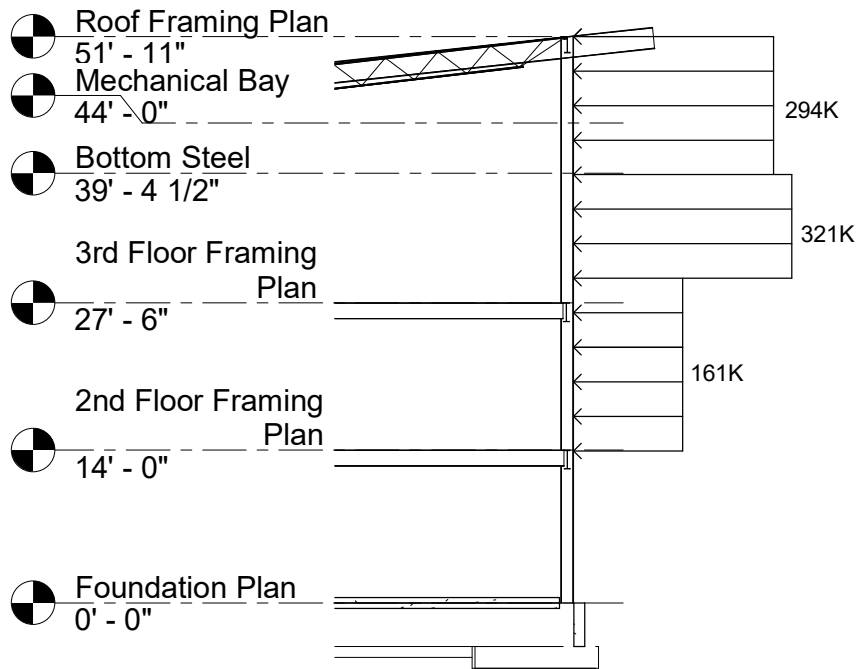 Roof Framing Plan
51' - 11"
Mechanical Bay
44' - 0"
294K
Bottom Steel
39' - 4 1/2"
321K
3rd Floor Framing
Plan
27' - 6"
161K
2nd Floor Framing
Plan
14' - 0"
Foundation Plan
0' - 0"